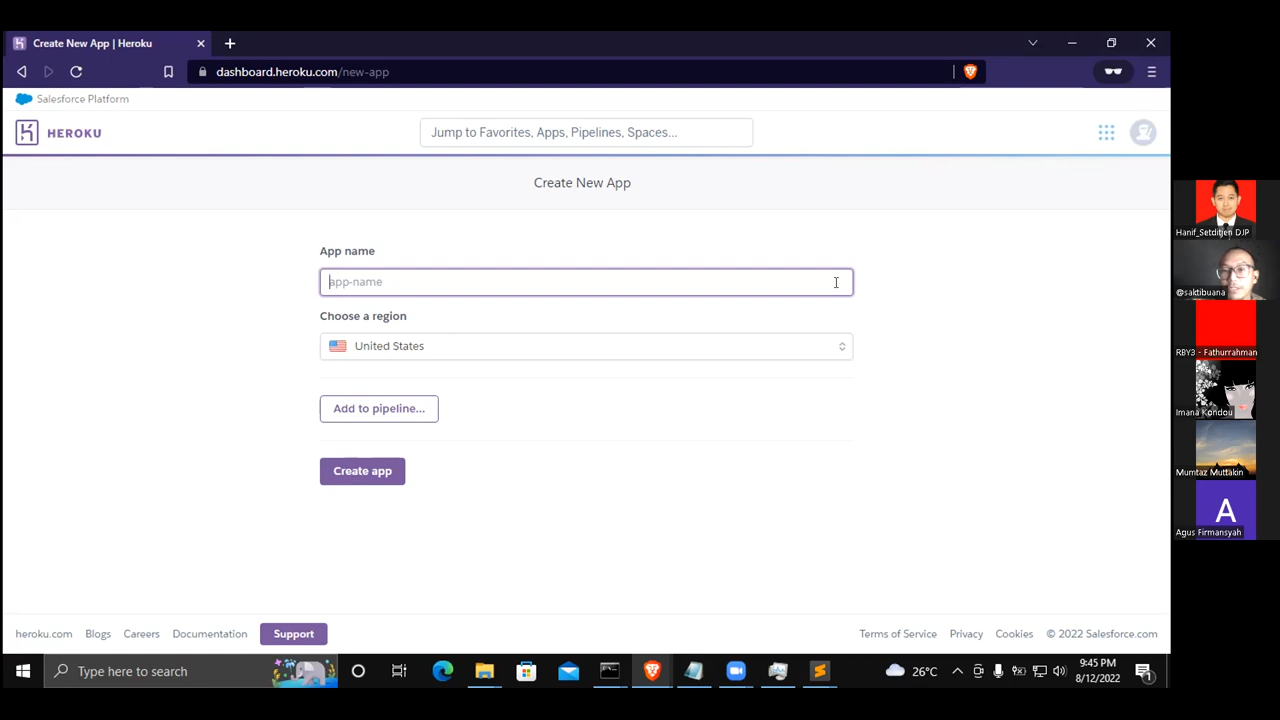 Create New App | Heroku
dashboard.heroku.com/new-app
Salesforce Platform
HEROKU
Jump to Favorites, Apps, Pipelines, Spaces...
Create New App
App name
app-name
Choose a region
United States
Add to pipeline...
Create app
heroku.com Blogs Careers Documentation Support
Terms of Service Privacy Cookies © 2022 Salesforce.com
Type here to search
26°C
9:45 PM
8/12/2022
1
Hanif_Setditjen DJP
@saktibuana
RBY3 - Fathurrahman
Imana Kondou
Mumtaz Muttakin
A
Agus Firmansyah